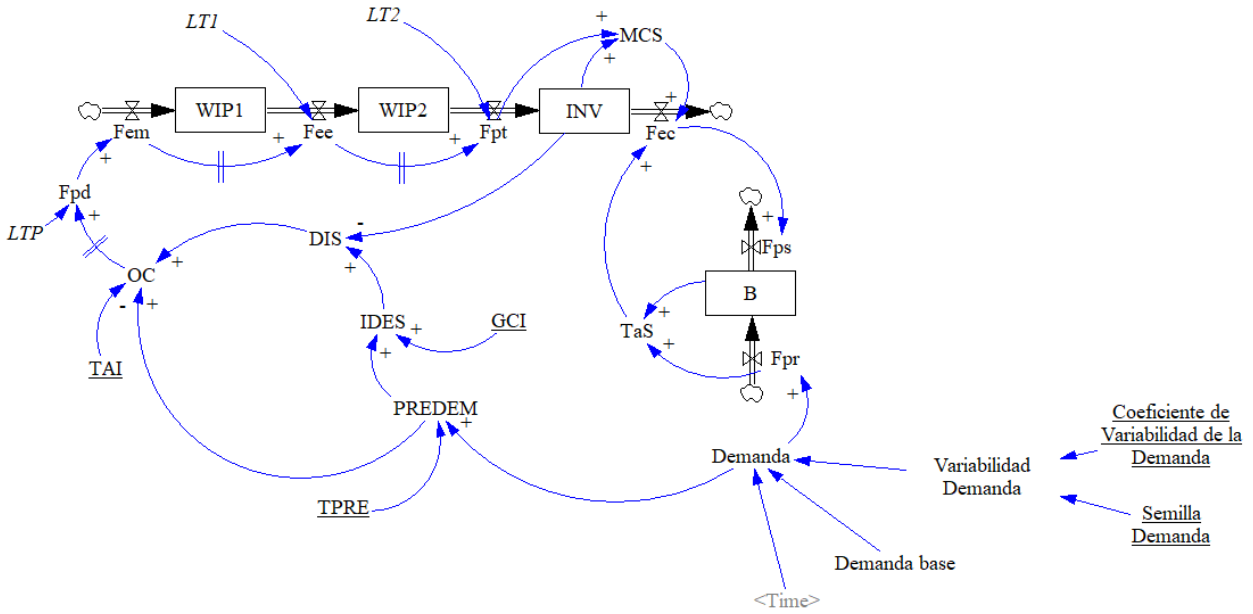 LT1
LT2
+
MCS
+
WIP1
WIP2
INV
+
Fem
+
Fee
+
Fpt
Fec
+
+
Fpd
+
LTP
+
Fps
-
DIS
+
+
OC
-
+
B
+
TaS
+
IDES
+
GCI
+
Fpr
+
TAI
PREDEM
+
Coeficiente de
Variabilidad de la
Demanda
Demanda
Variabilidad
Demanda
TPRE
Semilla
Demanda
Demanda base
<Time>